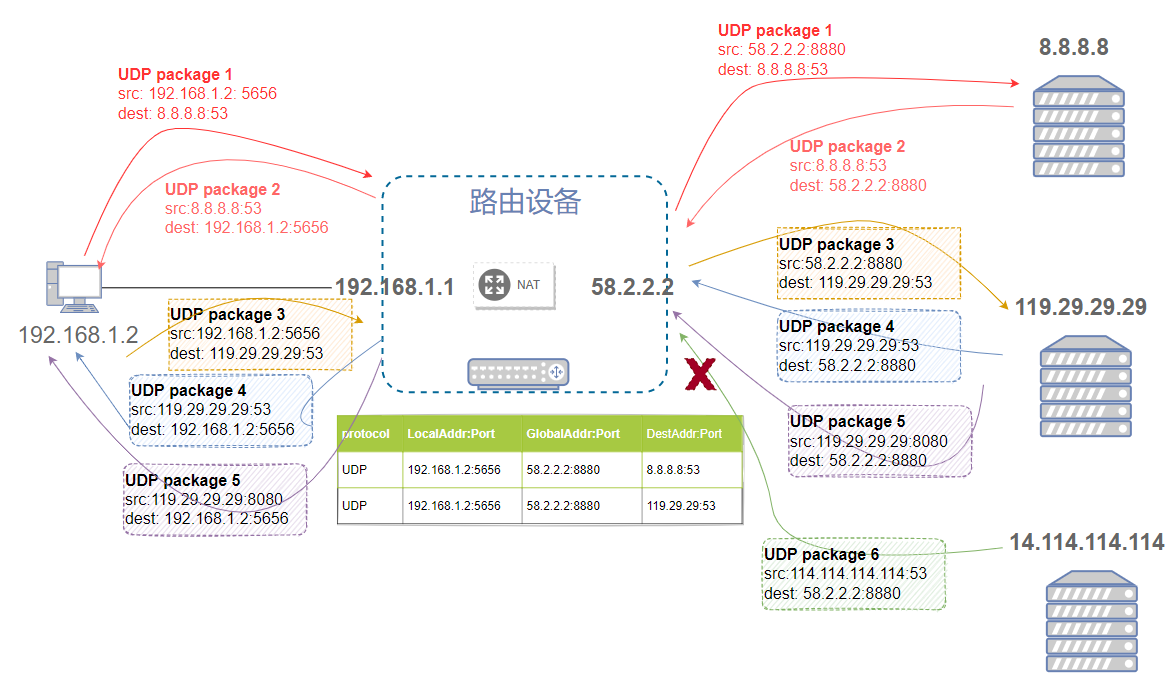 UDP package 1
src: 58.2.2.2:8880
dest: 8.8.8.8:53
8.8.8.8
UDP package 1
src: 192.168.1.2: 5656
dest: 8.8.8.8:53
UDP package 2
src:8.8.8.8:53
dest: 58.2.2.2:8880
UDP package 2
src:8.8.8.8:53
dest: 192.168.1.2:5656
路由设备
UDP package 3
src:58.2.2.2:8880
dest: 119.29.29.29:53
192.168.1.1
NAT
58.2.2.2
119.29.29.29
192.168.1.2
UDP package 3
src:192.168.1.2:5656
dest: 119.29.29.29:53
UDP package 4
src:119.29.29.29:53
dest: 58.2.2.2:8880
UDP package 4
src:119.29.29.29:53
dest: 192.168.1.2:5656
X
UDP package 5
src:119.29.29.29:8080
dest: 58.2.2.2:8880
protocol LocalAddr:Port GlobalAddr:Port DestAddr:Port
UDP 192.168.1.2:5656 58.2.2.2:8880 8.8.8.8:53
UDP 192.168.1.2:5656 58.2.2.2:8880 119.29.29:53
UDP package 5
src:119.29.29.29:8080
dest: 192.168.1.2:5656
14.114.114.114
UDP package 6
src:114.114.114.114:53
dest: 58.2.2.2:8880